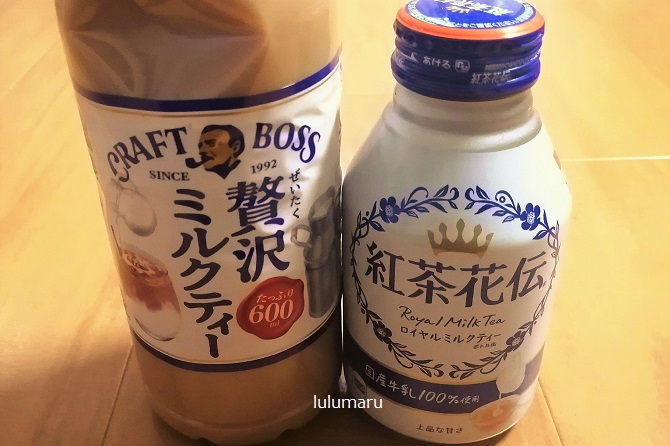 CRAFT BOSS
SINCE 1992
ぜいたく
贅沢
ミルクティー
たっぷり
600ml
あける
紅茶花伝
紅茶花伝
Royal Milk Tea
ロイヤルミルクティー
国産牛乳100%使用
上品な甘さ
lulumaru